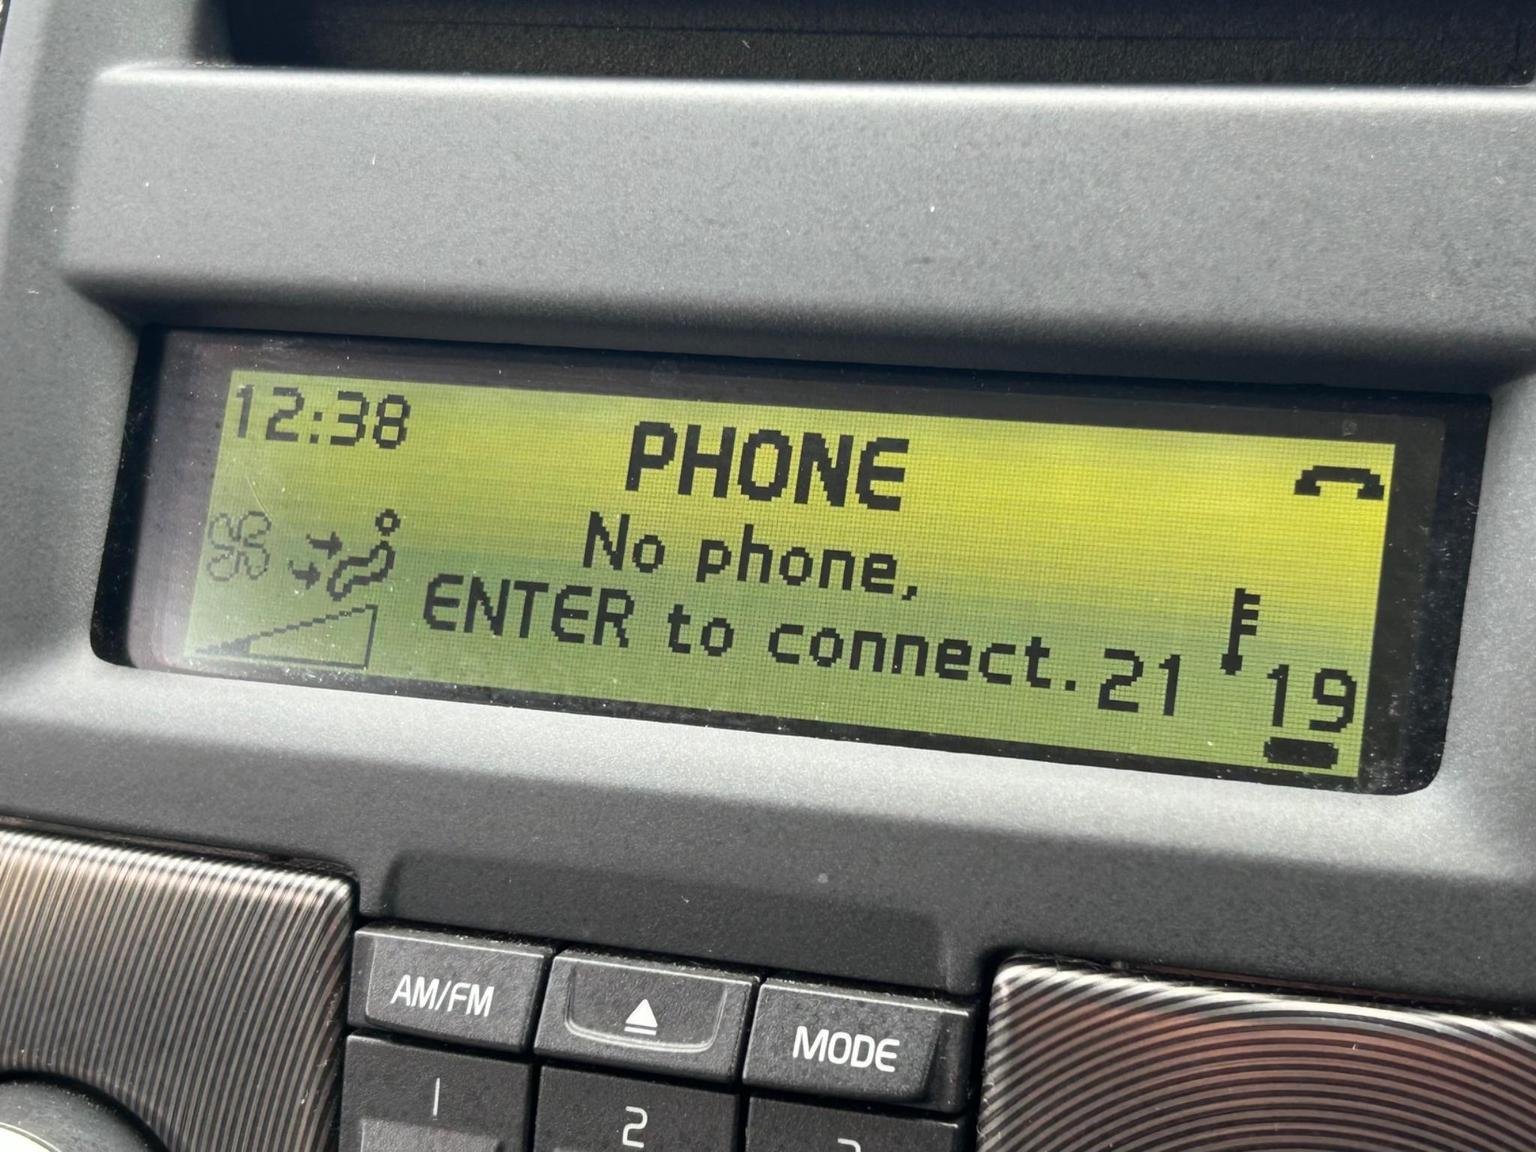 12:38
PHONE
No phone,
ENTER to connect.
21
19
AM/FM
MODE
1
2